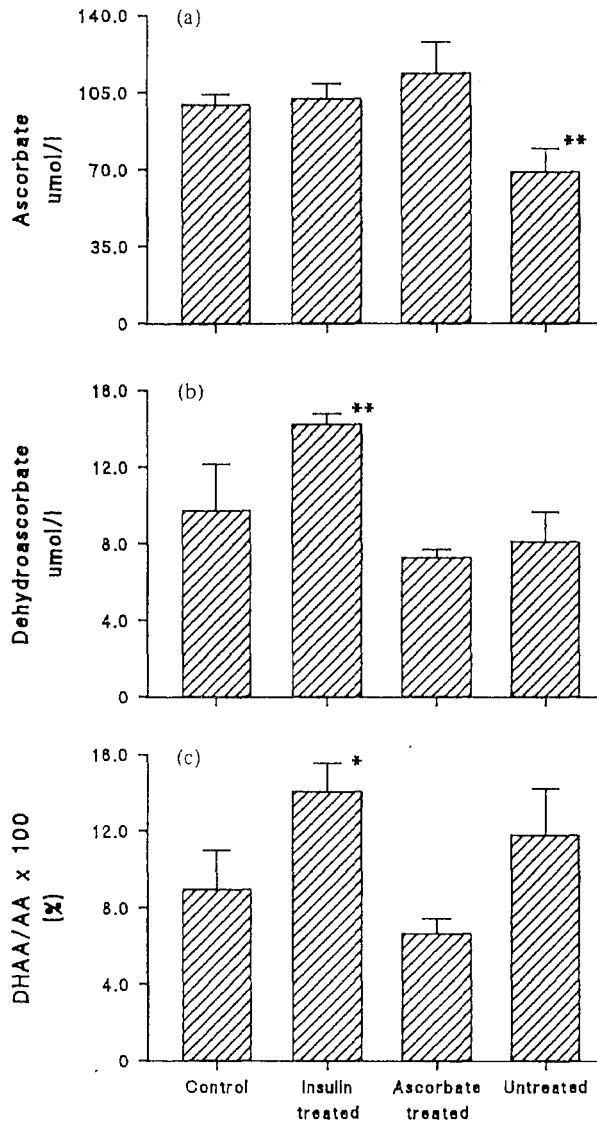 (a)
140.0
105.0
70.0
35.0
0
Ascorbate
umol/l
**
(b)
16.0
12.0
8.0
4.0
0
Dehydroascorbate
umol/l
**
(c)
16.0
12.0
8.0
4.0
0
DHAA/AA x 100
(%)
*
Control
Insulin
treated
Ascorbate
treated
Untreated